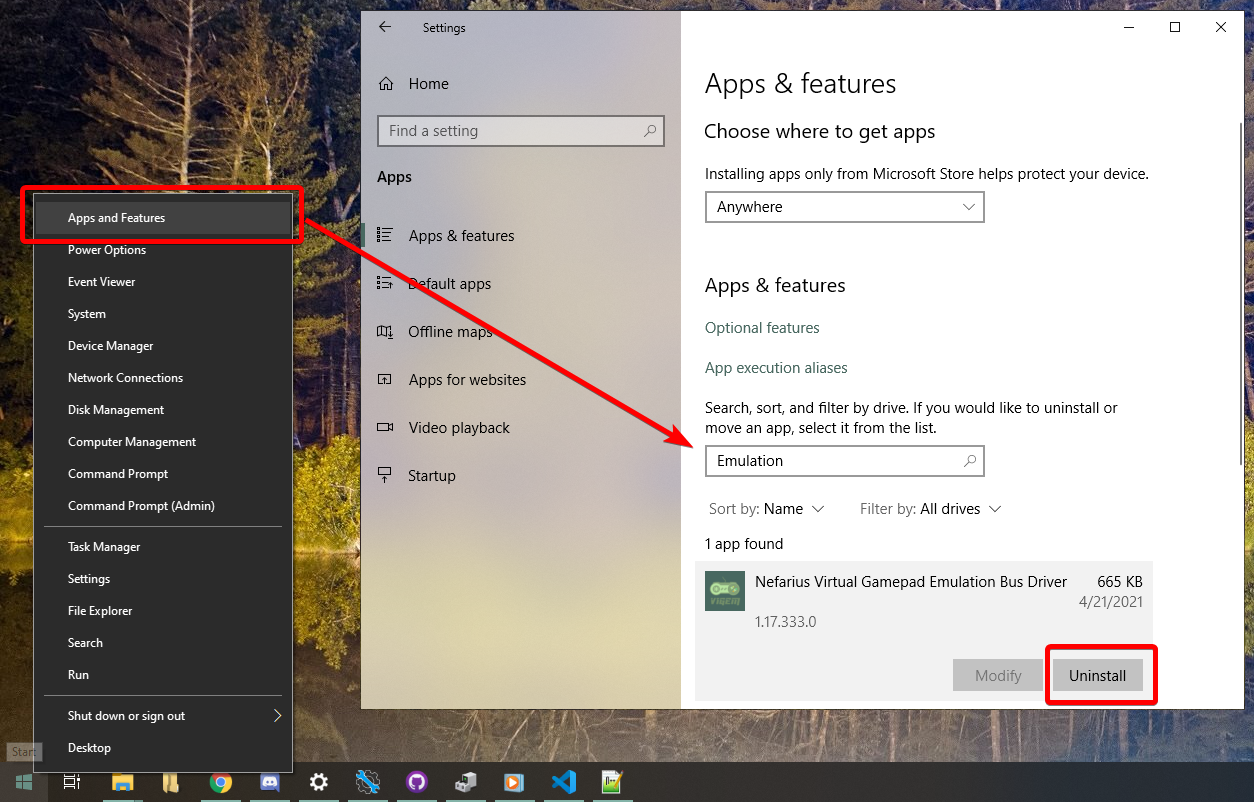 Apps and Features
Power Options
Event Viewer
System
Device Manager
Network Connections
Disk Management
Computer Management
Command Prompt
Command Prompt (Admin)
Task Manager
Settings
File Explorer
Search
Run
Shut down or sign out
Desktop
Start
Settings
Home
Find a setting
Apps
Apps & features
Default apps
Offline maps
Apps for websites
Video playback
Startup
Apps & features
Choose where to get apps
Installing apps only from Microsoft Store helps protect your device.
Anywhere
Apps & features
Optional features
App execution aliases
Search, sort, and filter by drive. If you would like to uninstall or
move an app, select it from the list.
Emulation
Sort by: Name Filter by: All drives
1 app found
Nefarius Virtual Gamepad Emulation Bus Driver 665 KB
4/21/2021
ViGEM
1.17.333.0
Modify Uninstall